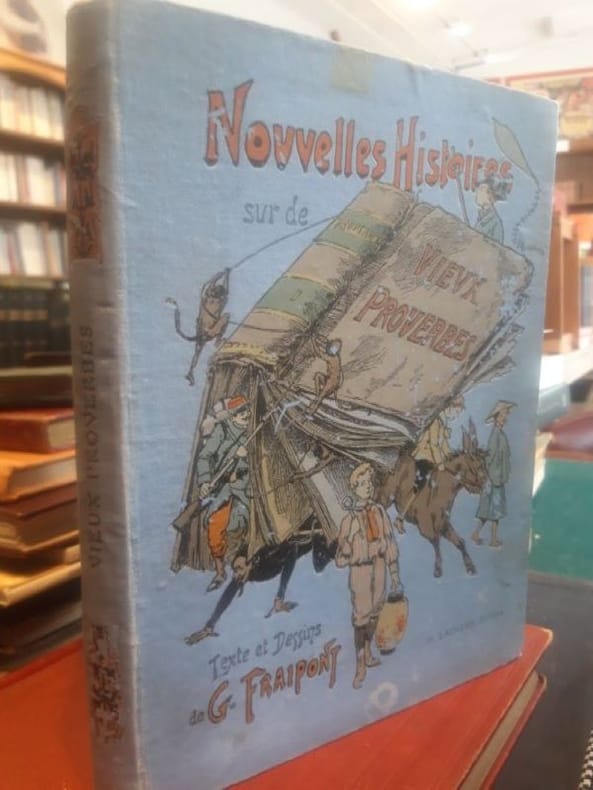 Nouvelles Histoires
sur de
VIEUX
PROVERBES
Texte et Dessins
de G. FRAIPONT
VIEUX PROVERBES